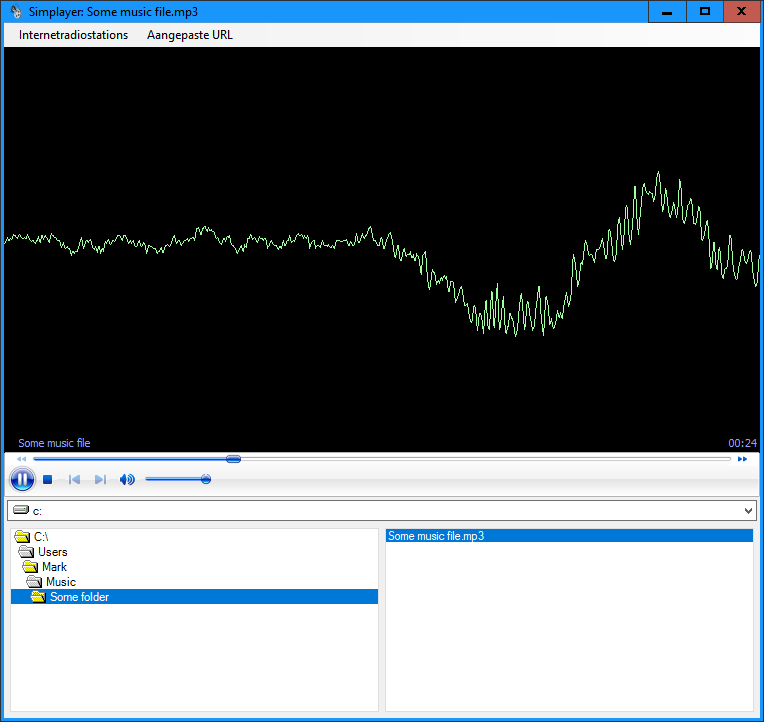 Simplayer: Some music file.mp3
Internetradiostations Aangepaste URL
Some music file 00:24
c:
C:\
Users
Mark
Music
Some folder
Some music file.mp3